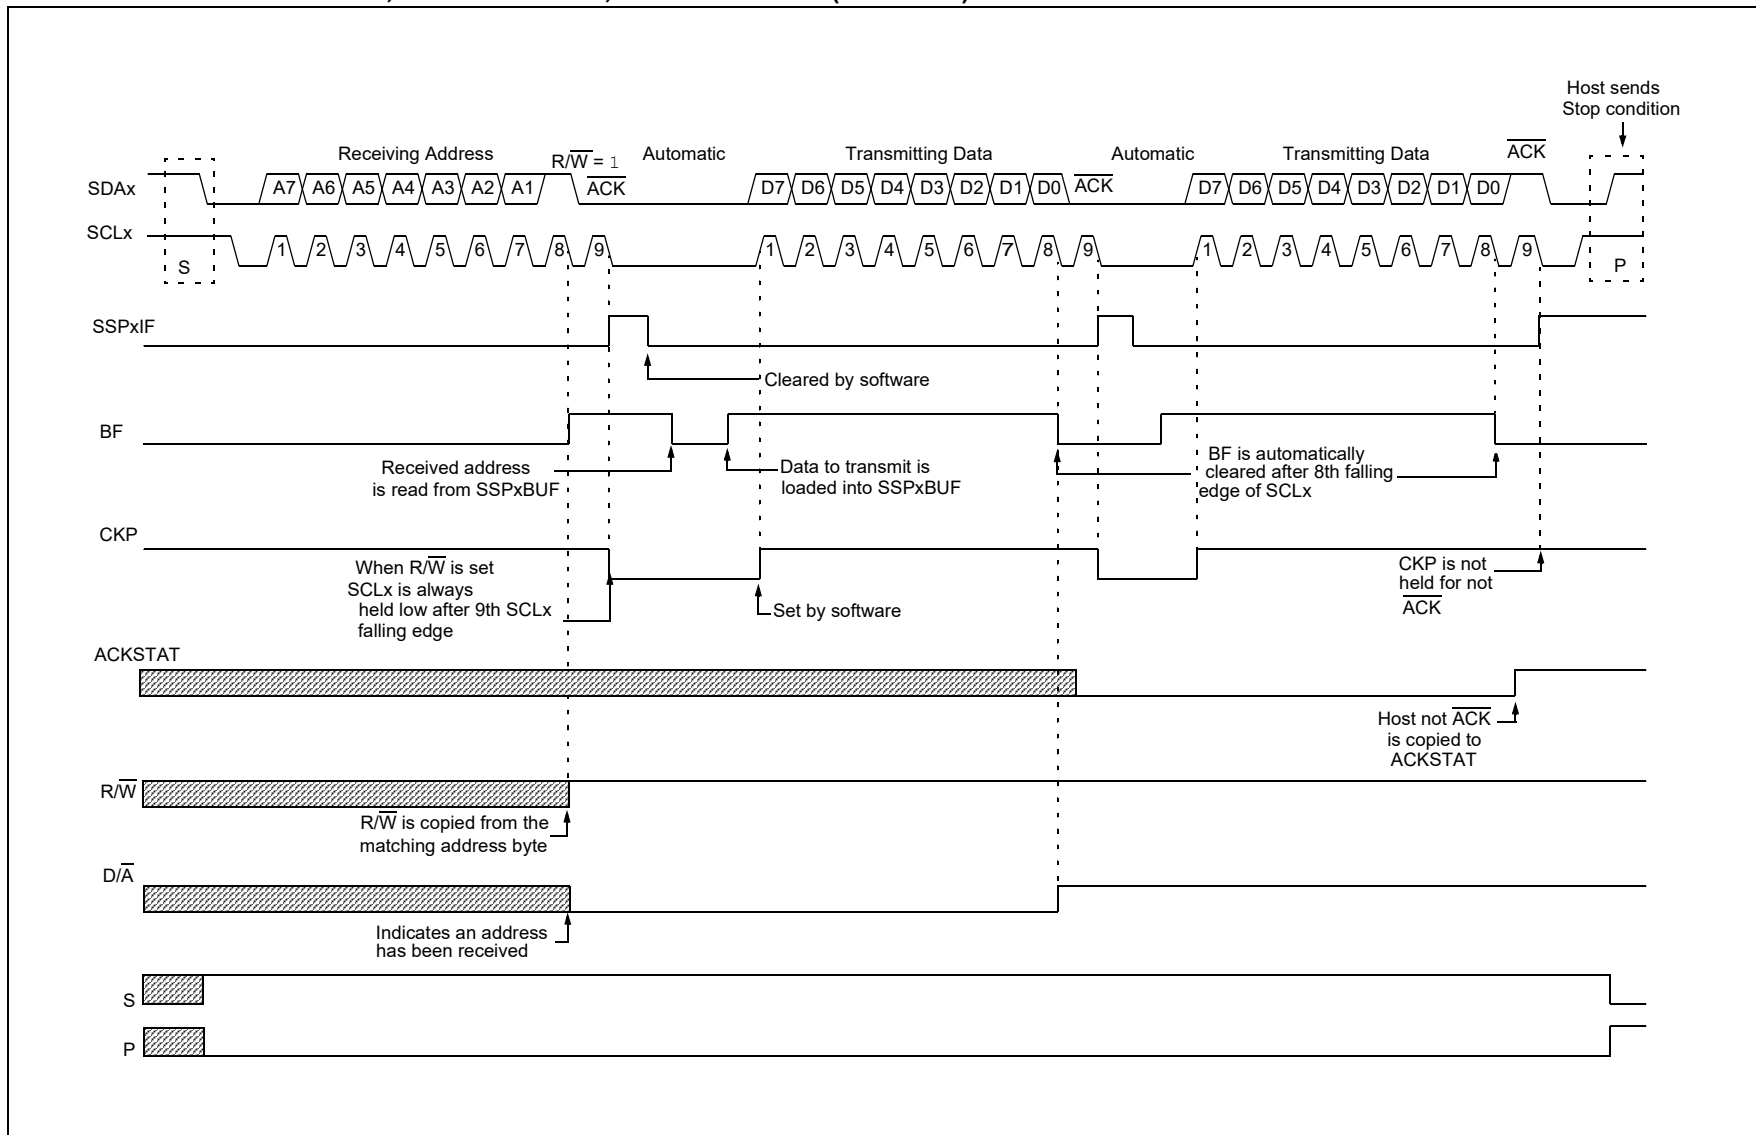 Host sends
Stop condition
Receiving Address
R/W̅ = 1
Automatic
Transmitting Data
Automatic
Transmitting Data
A̅C̅K̅
SDAx
A7 A6 A5 A4 A3 A2 A1
A̅C̅K̅
D7 D6 D5 D4 D3 D2 D1 D0
A̅C̅K̅
D7 D6 D5 D4 D3 D2 D1 D0
SCLx
S
1 2 3 4 5 6 7 8 9
1 2 3 4 5 6 7 8 9
1 2 3 4 5 6 7 8 9
P
SSPxIF
Cleared by software
BF
Received address
is read from SSPxBUF
Data to transmit is
loaded into SSPxBUF
BF is automatically
cleared after 8th falling
edge of SCLx
CKP
When R/W̅ is set
SCLx is always
held low after 9th SCLx
falling edge
Set by software
CKP is not
held for not
A̅C̅K̅
ACKSTAT
Host not A̅C̅K̅
is copied to
ACKSTAT
R/W̅
R/W̅ is copied from the
matching address byte
D/A̅
Indicates an address
has been received
S
P